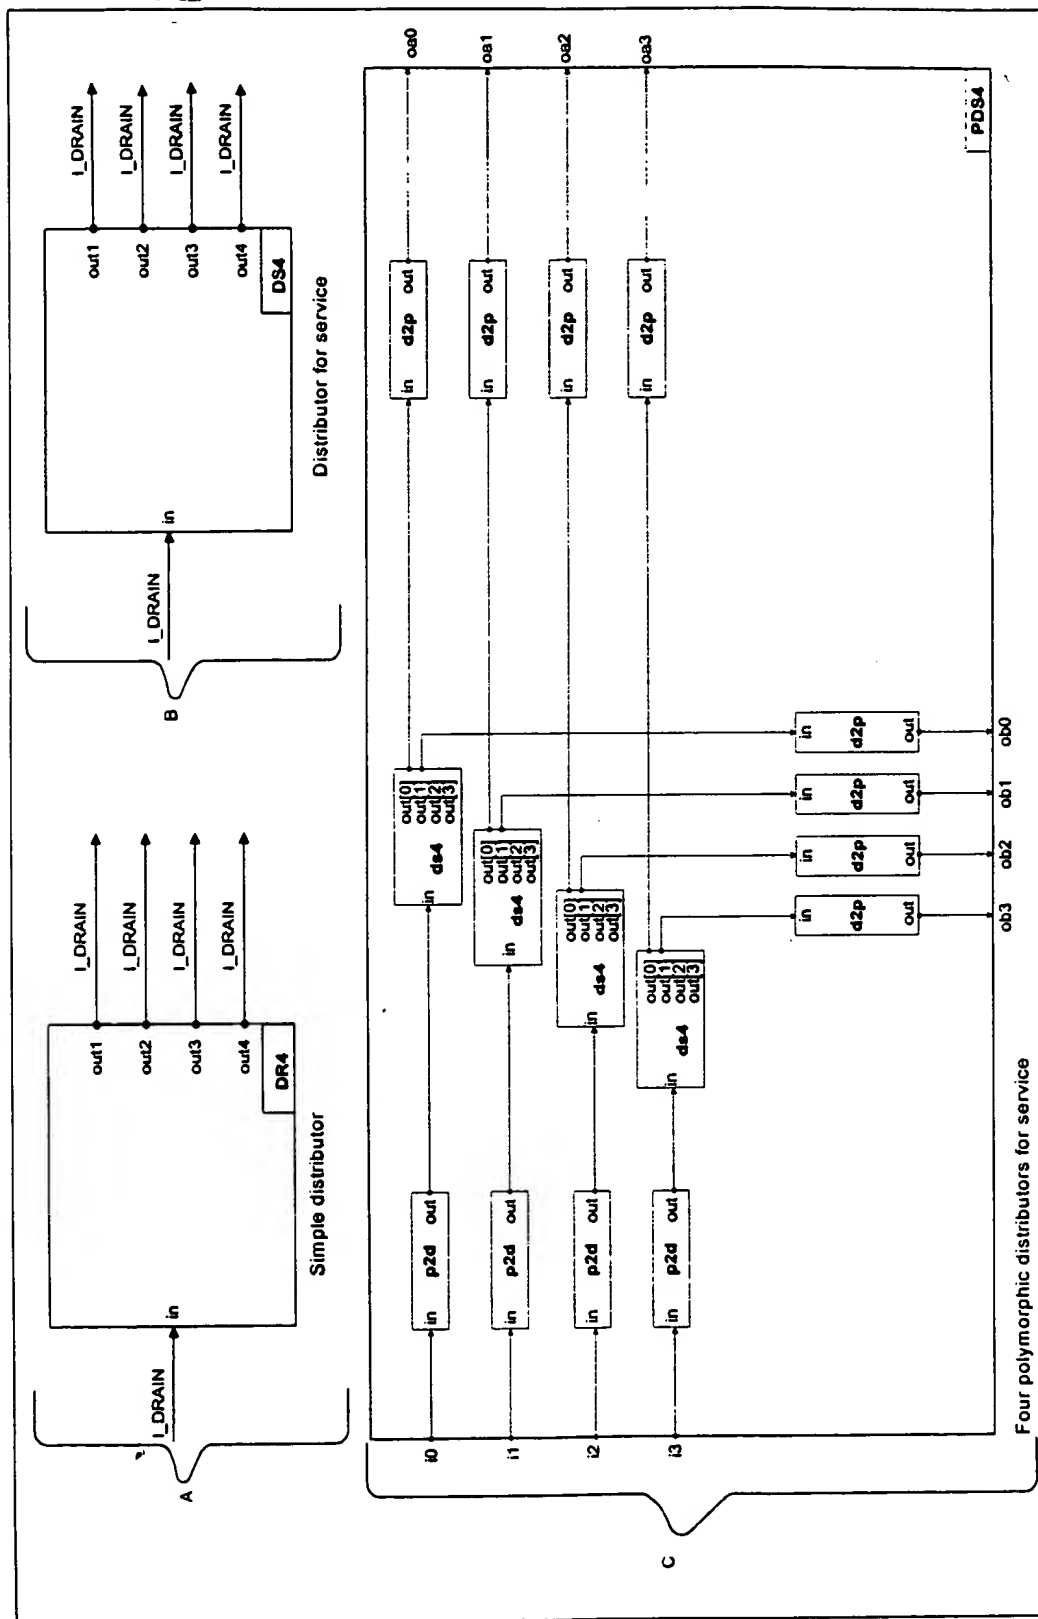 A
I_DRAIN
in
out1
out2
out3
out4
DR4
I_DRAIN
I_DRAIN
I_DRAIN
I_DRAIN
Simple distributor
B
I_DRAIN
in
out1
out2
out3
out4
DS4
I_DRAIN
I_DRAIN
I_DRAIN
I_DRAIN
Distributor for service
C
i0
in p2d out
in ds4
out[0]
out[1]
out[2]
out[3]
in d2p out
oa0
i1
in p2d out
in ds4
out[0]
out[1]
out[2]
out[3]
in d2p out
oa1
i2
in p2d out
in ds4
out[0]
out[1]
out[2]
out[3]
in d2p out
oa2
i3
in p2d out
in ds4
out[0]
out[1]
out[2]
out[3]
in d2p out
oa3
in d2p out
in d2p out
in d2p out
in d2p out
ob3
ob2
ob1
ob0
PDS4
Four polymorphic distributors for service